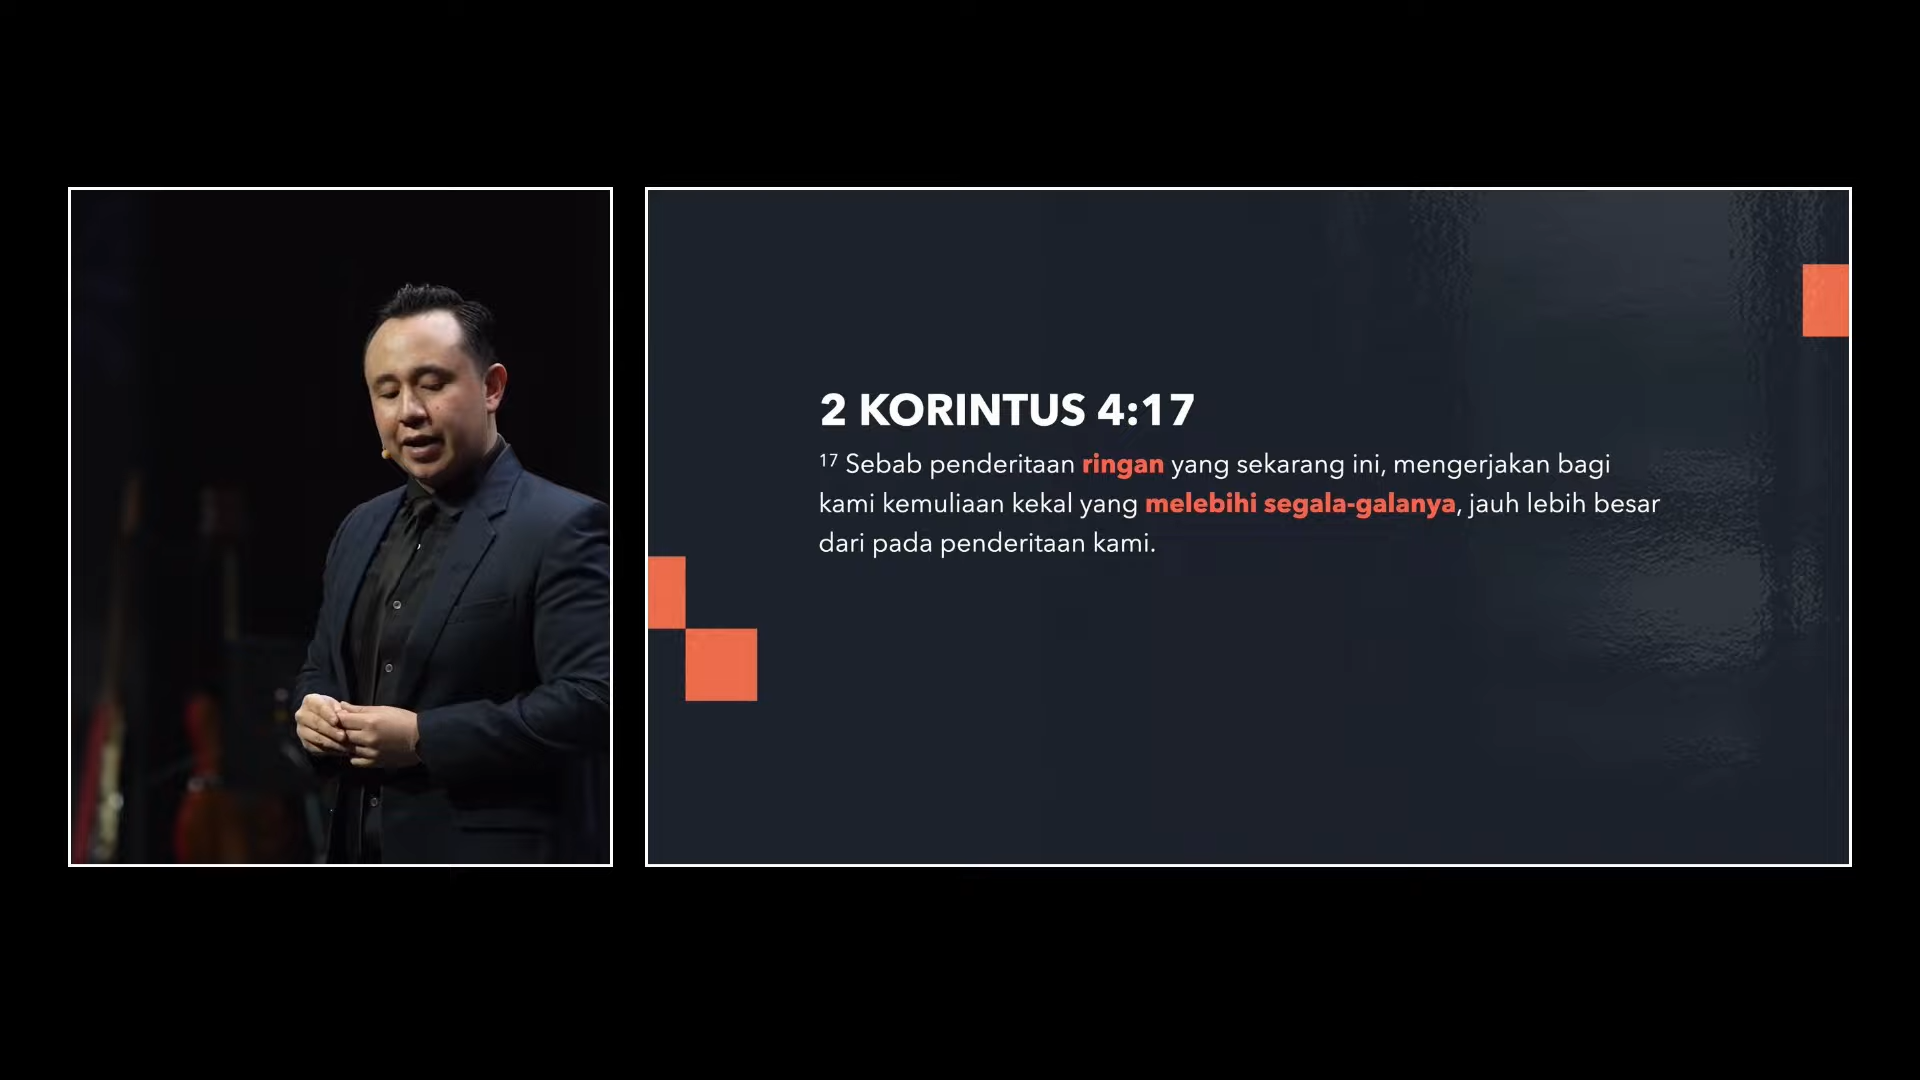 2 KORINTUS 4:17
17 Sebab penderitaan ringan yang sekarang ini, mengerjakan bagi
kami kemuliaan kekal yang melebihi segala-galanya, jauh lebih besar
dari pada penderitaan kami.